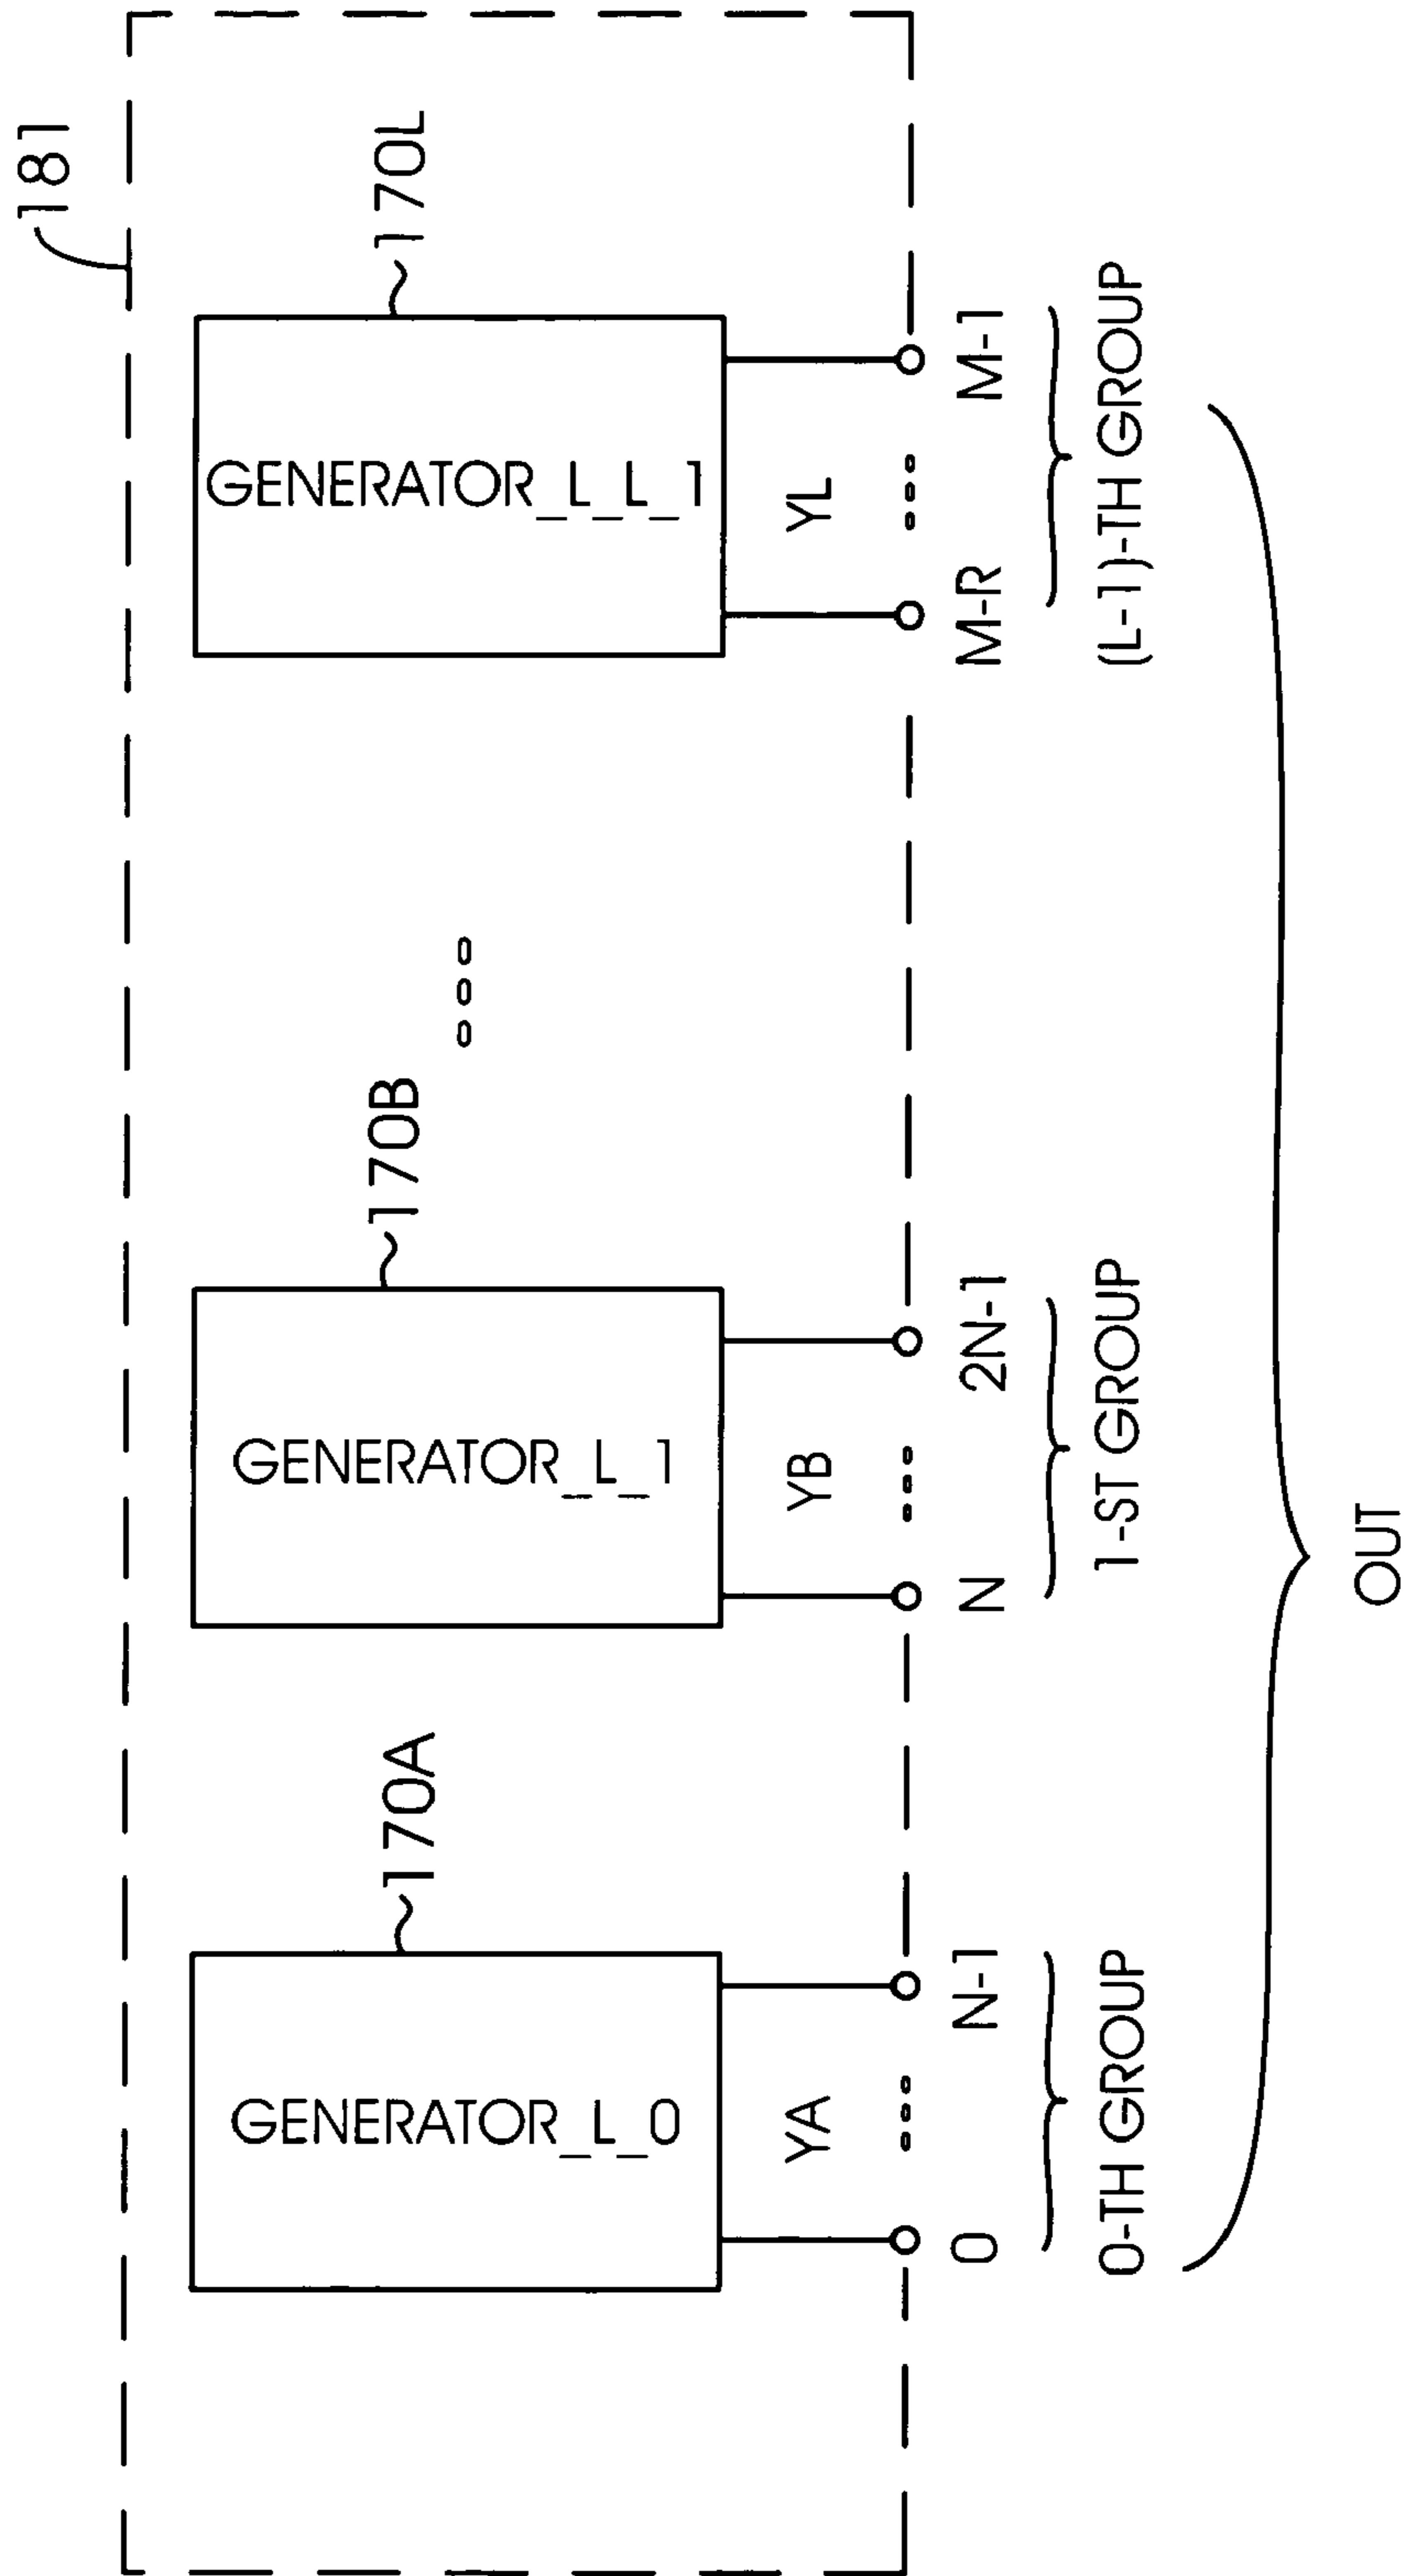 181
170A
170B
170L
GENERATOR_L_0
GENERATOR_L_1
GENERATOR_L_L_1
YA
YB
YL
0
N-1
N
2N-1
M-R
M-1
0-TH GROUP
1-ST GROUP
(L-1)-TH GROUP
OUT